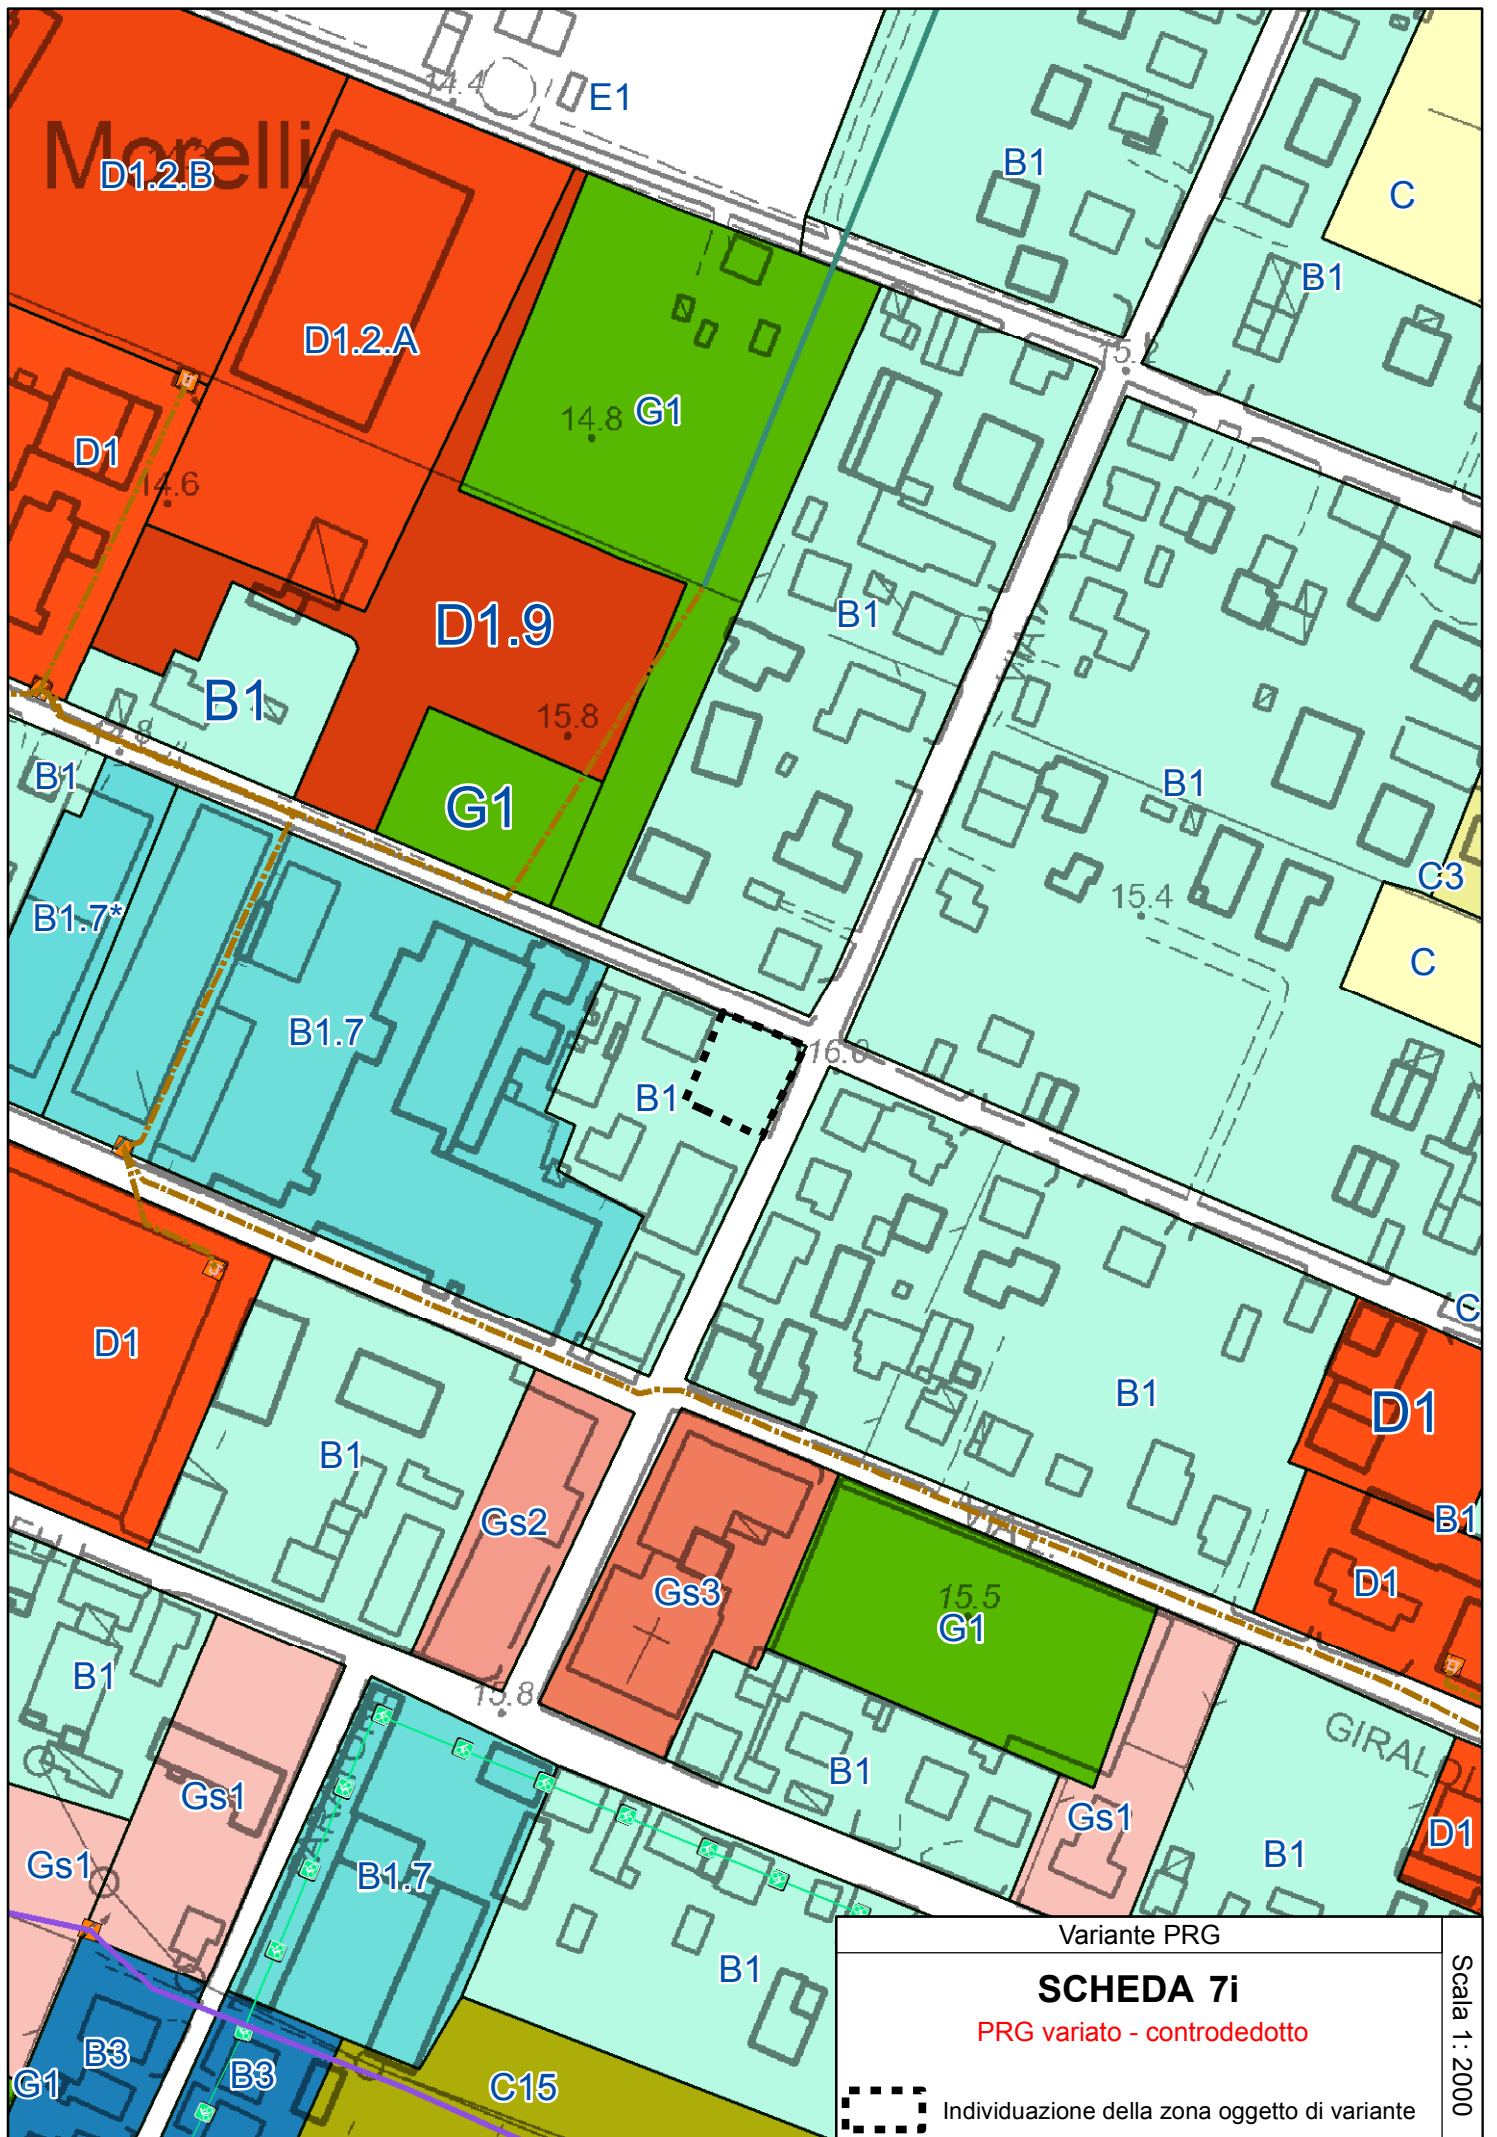 14.4
E1
Morelli
D1.2.B
B1
C
B1
D1.2.A
15.2
14.8
G1
D1
14.6
D1.9
B1
B1
15.8
14.8
B1
B1
G1
C3
15.4
B1.7*
C
B1.7
16.0
B1
C
D1
B1
D1
B1
Gs2
B1
Gs3
15.5
G1
D1
VIA E.
B1
15.8
GIRALDI
B1
Gs1
Gs1
D1
Gs1
B1
B1.7
B1
B3
B3
G1
C15
Variante PRG
SCHEDA 7i
PRG variato - controdedotto
Individuazione della zona oggetto di variante
Scala 1: 2000